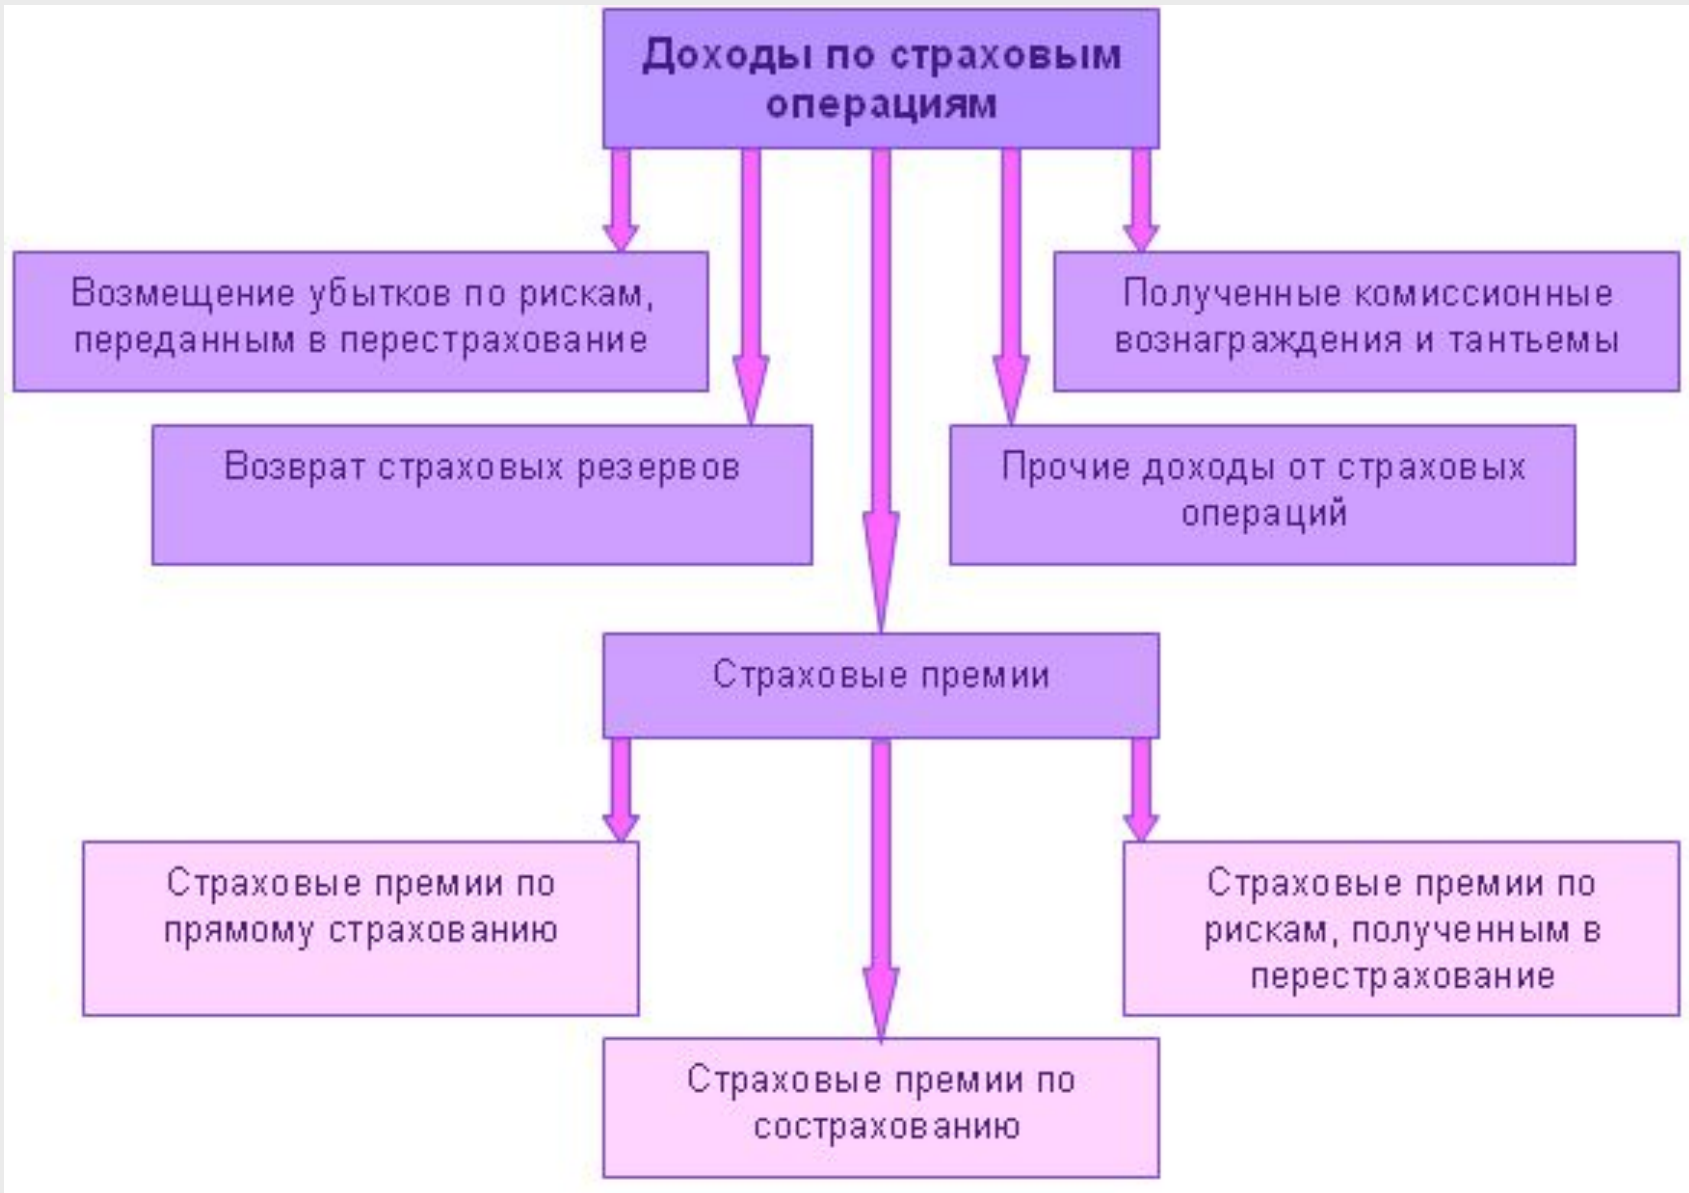 Доходы по страховым
операциям
Возмещение убытков по рискам,
переданным в перестрахование
Полученные комиссионные
вознаграждения и тантьемы
Возврат страховых резервов
Прочие доходы от страховых
операций
Страховые премии
Страховые премии по
прямому страхованию
Страховые премии по
рискам, полученным в
перестрахование
Страховые премии по
сострахованию